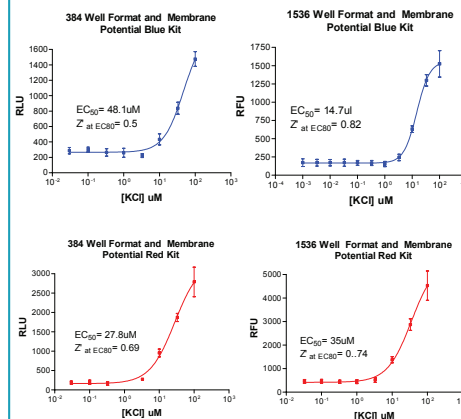 384 Well Format and Membrane
Potential Blue Kit
RLU
1600
1400
1200
1000
800
600
400
200
0
EC50= 48.1uM
Z' at EC80= 0.5
10-2 10-1 100 101 102 103
[KCl] uM
1536 Well Format and Membrane
Potential Blue Kit
RFU
1750
1500
1250
1000
750
500
250
0
EC50 = 14.7ul
Z' at EC80= 0.82
10-4 10-3 10-2 10-1 100 101 102 103
[KCl] uM
384 Well Format and Membrane
Potential Red Kit
RLU
3000
2500
2000
1500
1000
500
0
EC50= 27.8uM
Z' at EC80= 0.69
10-2 10-1 100 101 102 103
[KCl] uM
1536 Well Format and Membrane
Potential Red Kit
RFU
5000
4000
3000
2000
1000
0
EC50= 35uM
Z' at EC80 = 0..74
10-2 10-1 100 101 102 103
[KCl] uM